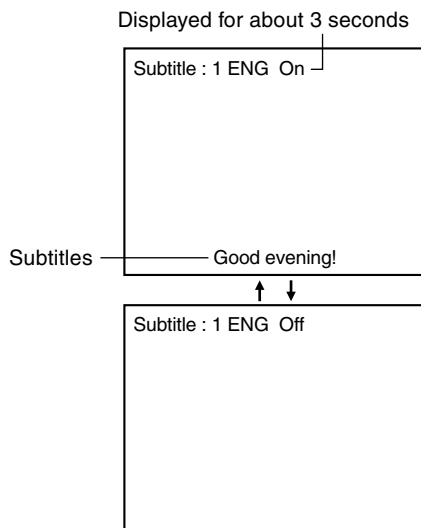 Displayed for about 3 seconds
Subtitle : 1 ENG On
Subtitles
Good evening!
Subtitle : 1 ENG Off